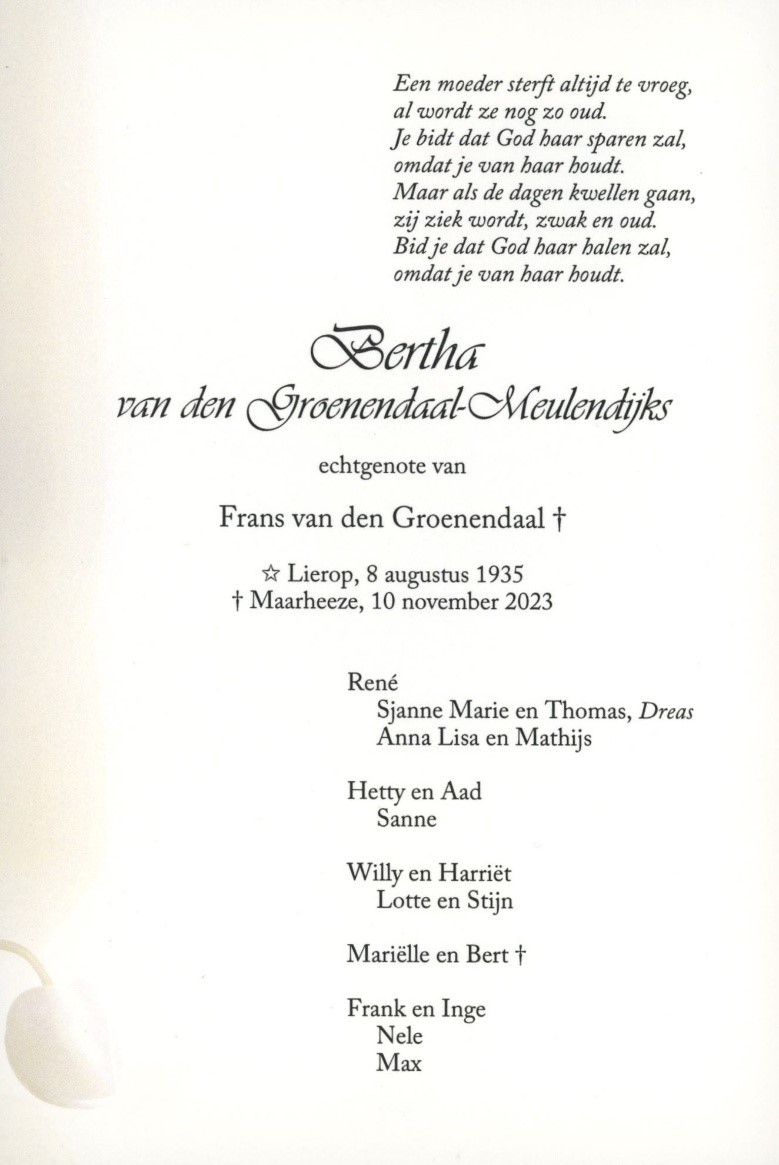 Een moeder sterft altijd te vroeg,
al wordt ze nog zo oud.
Je bidt dat God haar sparen zal,
omdat je van haar houdt.
Maar als de dagen kwellen gaan,
zij ziek wordt, zwak en oud.
Bid je dat God haar halen zal,
omdat je van haar houdt.
Bertha
van den Groenendaal-Meulendijks
echtgenote van
Frans van den Groenendaal †
☆ Lierop, 8 augustus 1935
† Maarheeze, 10 november 2023
René
Sjanne Marie en Thomas, Dreas
Anna Lisa en Mathijs
Hetty en Aad
Sanne
Willy en Harriët
Lotte en Stijn
Mariëlle en Bert †
Frank en Inge
Nele
Max